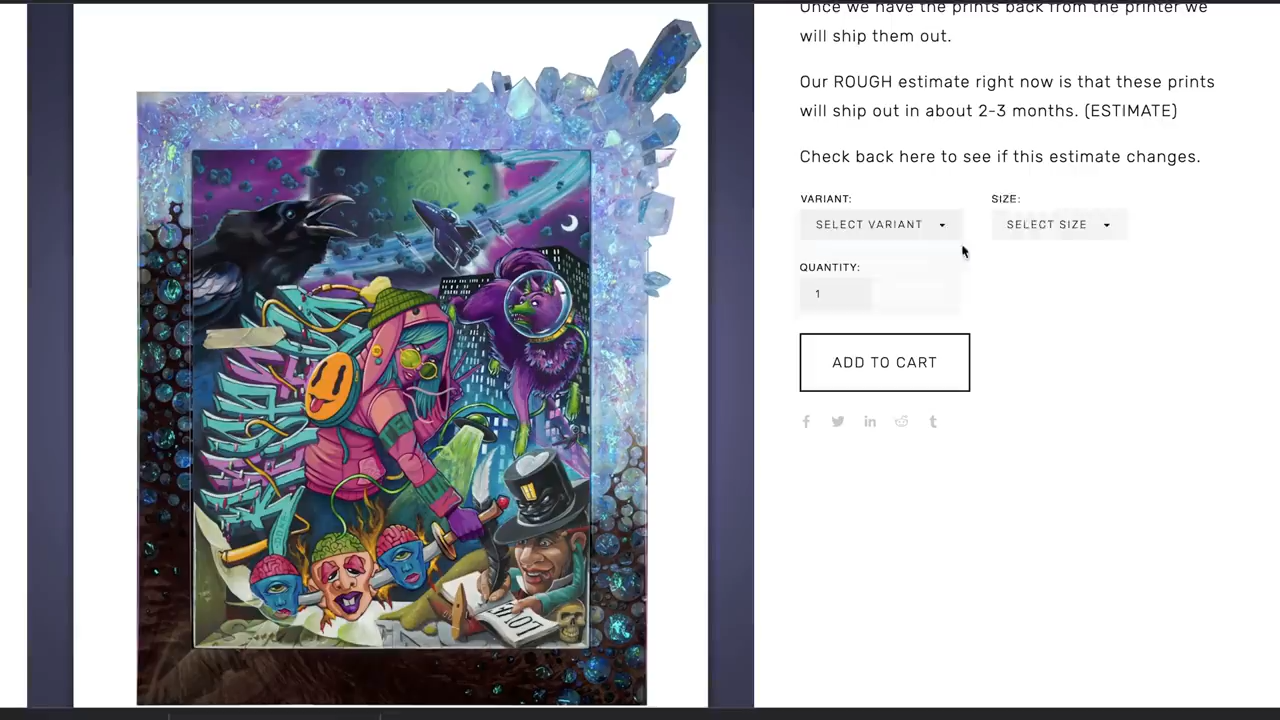 Once we have the prints back from the printer we
will ship them out.
Our ROUGH estimate right now is that these prints
will ship out in about 2-3 months. (ESTIMATE)
Check back here to see if this estimate changes.
VARIANT:
SIZE:
SELECT VARIANT
SELECT SIZE
QUANTITY:
1
ADD TO CART
LOVE